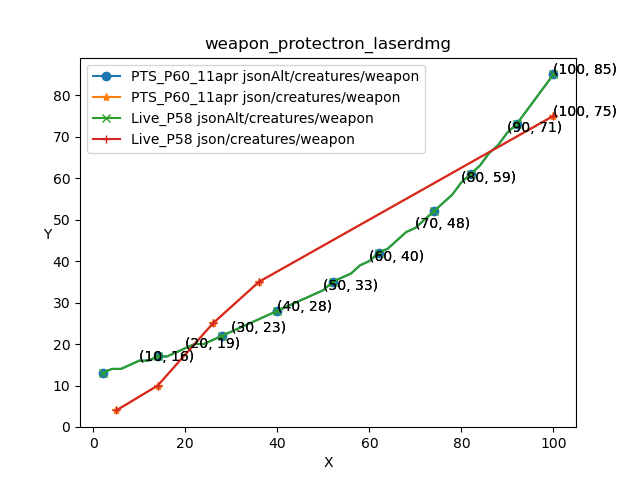 weapon_protectron_laserdmg
PTS_P60_11apr jsonAlt/creatures/weapon
PTS_P60_11apr json/creatures/weapon
Live_P58 jsonAlt/creatures/weapon
Live_P58 json/creatures/weapon
(100, 85)
(100, 75)
(90, 71)
(80, 59)
(70, 48)
(60, 40)
(50, 33)
(40, 28)
(30, 23)
(20, 19)
(10, 16)
Y
80
70
60
50
40
30
20
10
0
0 20 40 60 80 100
X